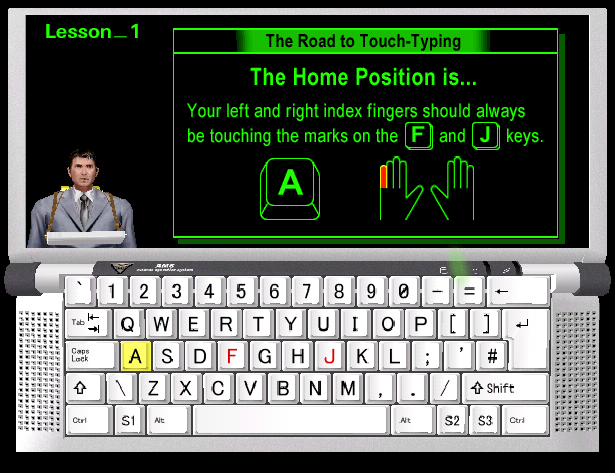 Lesson_1
The Road to Touch-Typing
The Home Position is...
Your left and right index fingers should always
be touching the marks on the F and J keys.
A
AMS
` 1 2 3 4 5 6 7 8 9 0 - = ←
Tab Q W E R T Y U I O P [ ]
Caps Lock A S D F G H J K L ; ' #
⇧ \ Z X C V B N M , . / ⇧ Shift
Ctrl S1 Alt Alt S2 S3 Ctrl